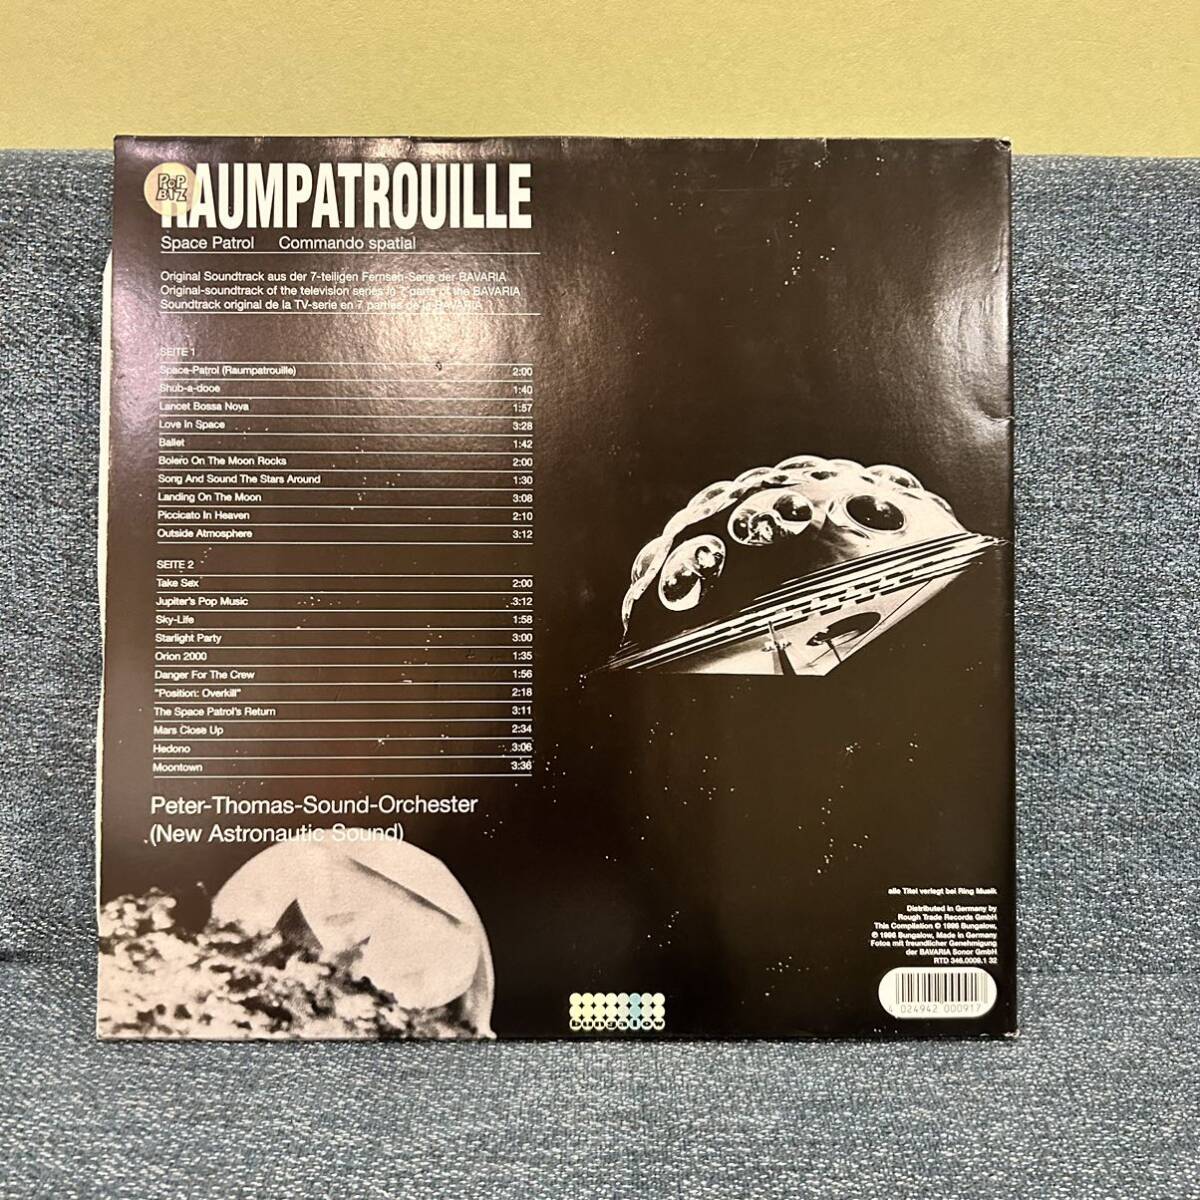 POP
BIZ
RAUMPATROUILLE
Space Patrol Commando spatial
Original Soundtrack aus der 7-teiligen Fernseh-Serie der BAVARIA
Original-soundtrack of the television series in 7 parts of the BAVARIA
Soundtrack original de la TV-serie en 7 parties de la BAVARIA
SEITE 1
Space-Patrol (Raumpatrouille) 2:00
Shub-a-dooe 1:40
Lancet Bossa Nova 1:57
Love In Space 3:28
Ballet 1:42
Bolero On The Moon Rocks 2:00
Song And Sound The Stars Around 1:30
Landing On The Moon 3:08
Piccicato In Heaven 2:10
Outside Atmosphere 3:12
SEITE 2
Take Sex 2:00
Jupiter's Pop Music 3:12
Sky-Life 1:58
Starlight Party 3:00
Orion 2000 1:35
Danger For The Crew 1:56
"Position: Overkill" 2:18
The Space Patrol's Return 3:11
Mars Close Up 2:34
Hedono 3:06
Moontown 3:36
Peter-Thomas-Sound-Orchester
(New Astronautic Sound)
alle Titel verlegt bei Ring Musik
Distributed in Germany by
Rough Trade Records GmbH
This Compilation © 1996 Bungalow,
℗ 1996 Bungalow, Made in Germany
Fotos mit freundlicher Genehmigung
der BAVARIA Sonor GmbH
RTD 346.0009.1 32
4 024942 000917
bungalow